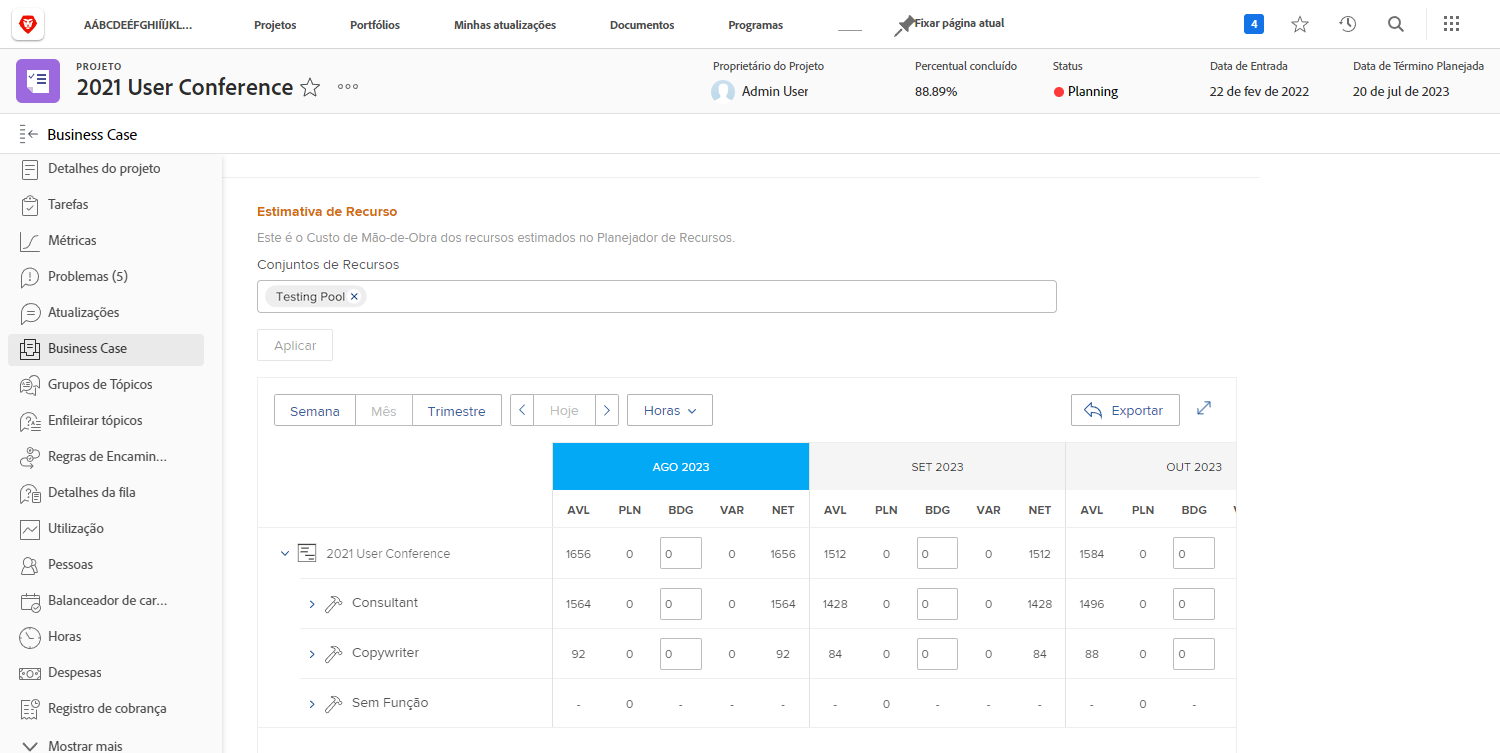 AÁBCDEÉFGHIÍÏJKL...
Projetos
Portfólios
Minhas atualizações
Documentos
Programas
Fixar página atual
4
PROJETO
2021 User Conference
Proprietário do Projeto
Admin User
Percentual concluído
88.89%
Status
Planning
Data de Entrada
22 de fev de 2022
Data de Término Planejada
20 de jul de 2023
Business Case
Detalhes do projeto
Tarefas
Métricas
Problemas (5)
Atualizações
Business Case
Grupos de Tópicos
Enfileirar tópicos
Regras de Encamin...
Detalhes da fila
Utilização
Pessoas
Balanceador de car...
Horas
Despesas
Registro de cobrança
Mostrar mais
Estimativa de Recurso
Este é o Custo de Mão-de-Obra dos recursos estimados no Planejador de Recursos.
Conjuntos de Recursos
Testing Pool ×
Aplicar
Semana Mês Trimestre Hoje Horas Exportar
AGO 2023 SET 2023 OUT 2023
AVL PLN BDG VAR NET AVL PLN BDG VAR NET AVL PLN BDG
2021 User Conference 1656 0 0 0 1656 1512 0 0 0 1512 1584 0 0
Consultant 1564 0 0 0 1564 1428 0 0 0 1428 1496 0 0
Copywriter 92 0 0 0 92 84 0 0 0 84 88 0 0
Sem Função - 0 - - - - 0 - - - - 0 -